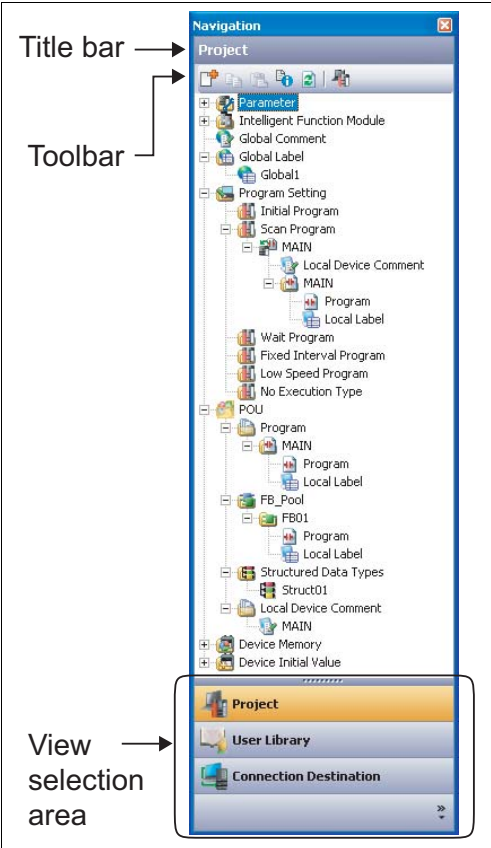 Navigation
Title bar
Project
Toolbar
Parameter
Intelligent Function Module
Global Comment
Global Label
Global1
Program Setting
Initial Program
Scan Program
MAIN
Local Device Comment
MAIN
Program
Local Label
Wait Program
Fixed Interval Program
Low Speed Program
No Execution Type
POU
Program
MAIN
Program
Local Label
FB_Pool
FB01
Program
Local Label
Structured Data Types
Struct01
Local Device Comment
MAIN
Device Memory
Device Initial Value
View
selection
area
Project
User Library
Connection Destination